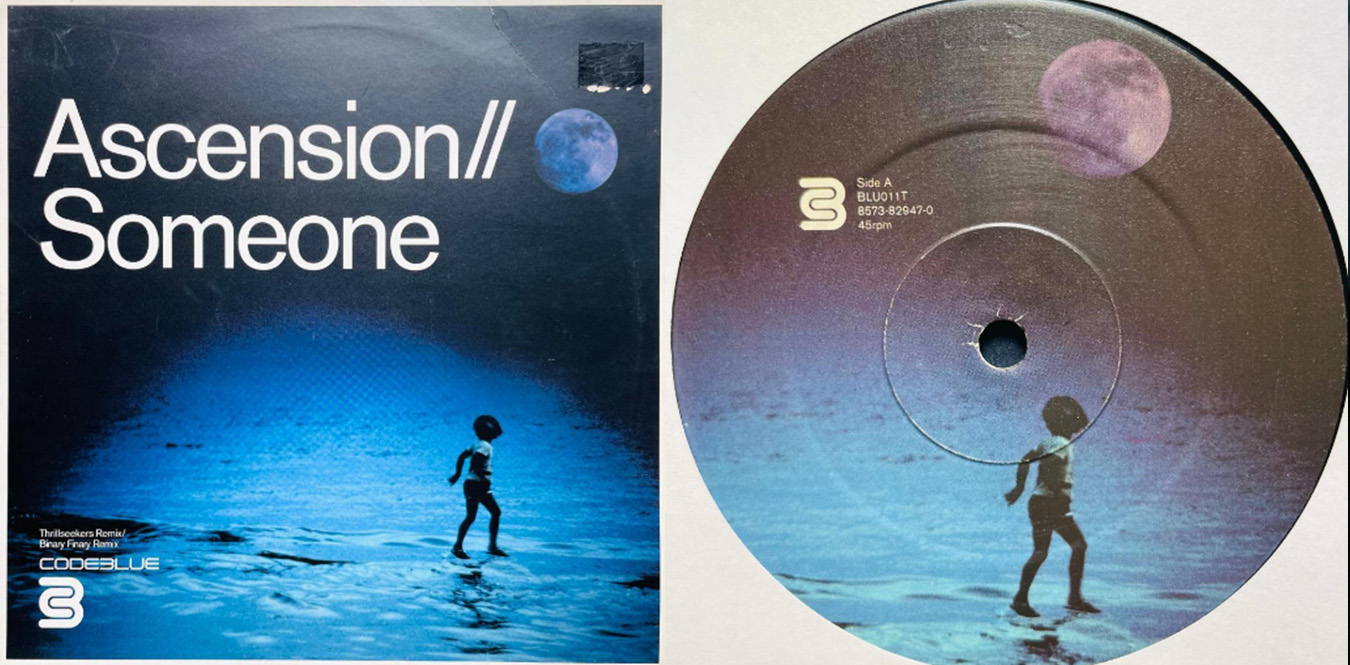 Ascension//
Someone
Thrillseekers Remix/
Binary Finary Remix
CODEBLUE
Side A
BLU011T
8573-82947-0
45rpm